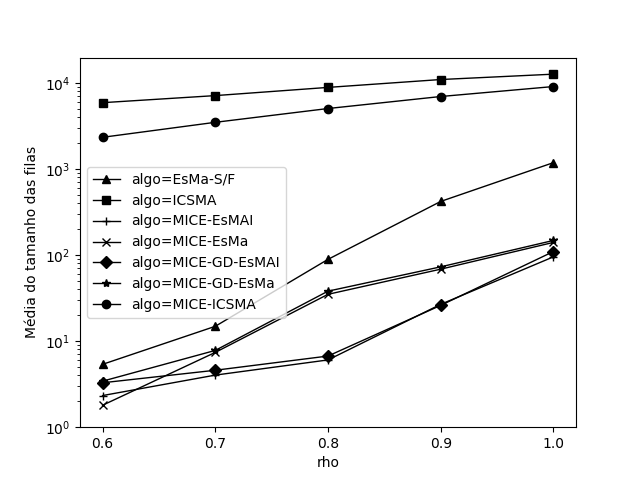 10^4
10^3
10^2
10^1
10^0
Média do tamanho das filas
algo=EsMa-S/F
algo=ICSMA
algo=MICE-EsMAI
algo=MICE-EsMa
algo=MICE-GD-EsMAI
algo=MICE-GD-EsMa
algo=MICE-ICSMA
0.6 0.7 0.8 0.9 1.0
rho